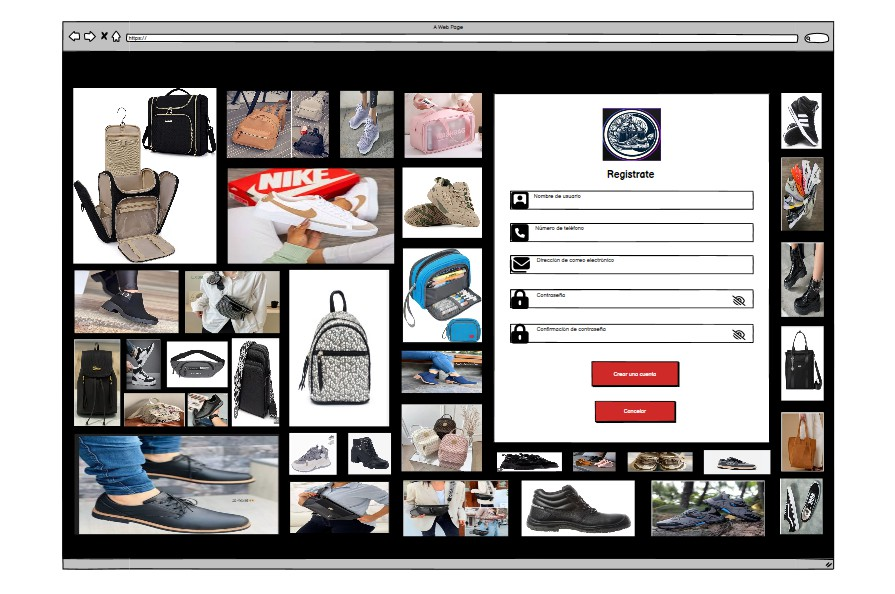 A Web Page
https://
NIKE
Registrate
Nombre de usuario
Número de teléfono
Dirección de correo electrónico
Contraseña
Confirmación de contraseña
Crear una cuenta
Cancelar